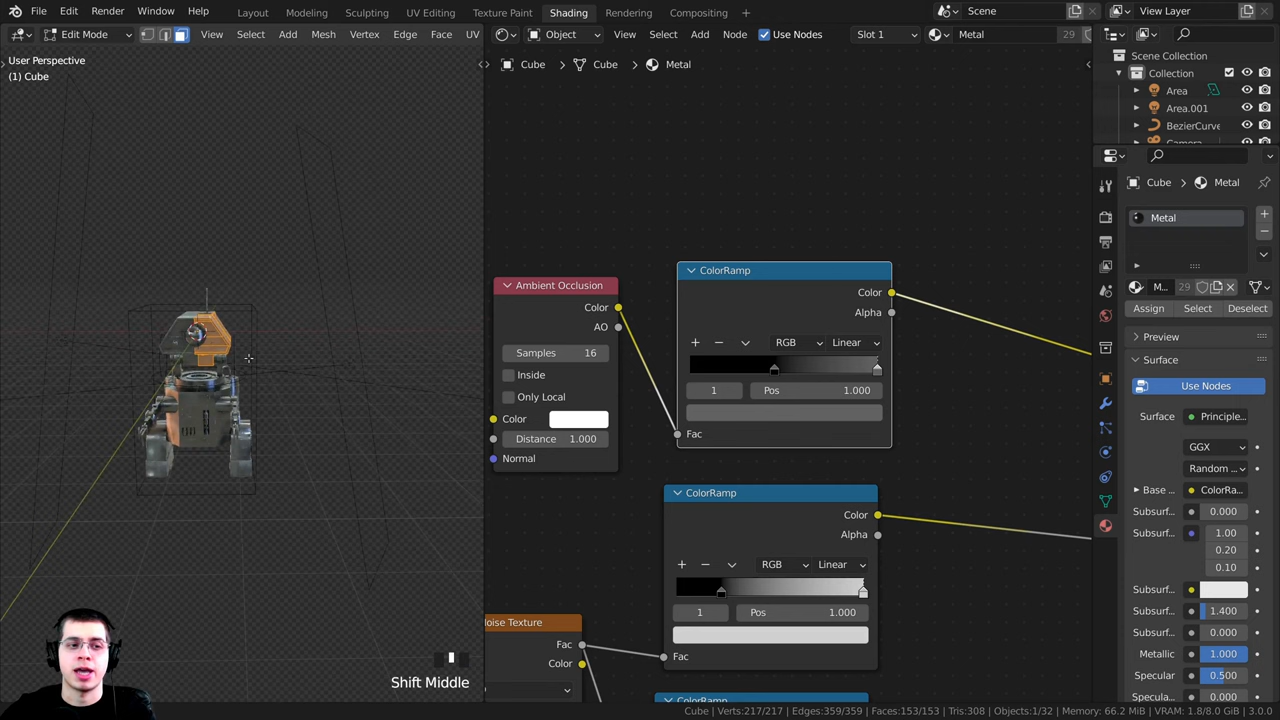 File Edit Render Window Help Layout Modeling Sculpting UV Editing Texture Paint Shading Rendering Compositing + Scene View Layer
Edit Mode View Select Add Mesh Vertex Edge Face UV
Object View Select Add Node Use Nodes Slot 1 Metal 29
User Perspective
(1) Cube
Cube > Cube > Metal
Scene Collection
Collection
Area
Area.001
BezierCurve
Camera
Cube > Metal
Metal
M...
Assign Select Deselect
Preview
Surface
Use Nodes
Surface Principle...
GGX
Random ...
Base ... ColorRa...
Subsurf... 0.000
Subsurf... 1.00
0.20
0.10
Subsurf...
Subsurf... 1.400
Subsurf... 0.000
Metallic 1.000
Specular 0.500
Specula... 0.000
Ambient Occlusion
Color
AO
Samples 16
Inside
Only Local
Color
Distance 1.000
Normal
ColorRamp
Color
Alpha
+ − RGB Linear
1 Pos 1.000
Fac
ColorRamp
Color
Alpha
+ − RGB Linear
1 Pos 1.000
Fac
oise Texture
Fac
Color
ColorRamp
Shift Middle
Cube | Verts:217/217 | Edges:359/359 | Faces:153/153 | Tris:308 | Objects:1/32 | Memory: 66.2 MiB | VRAM: 1.8/8.0 GiB | 3.0.0